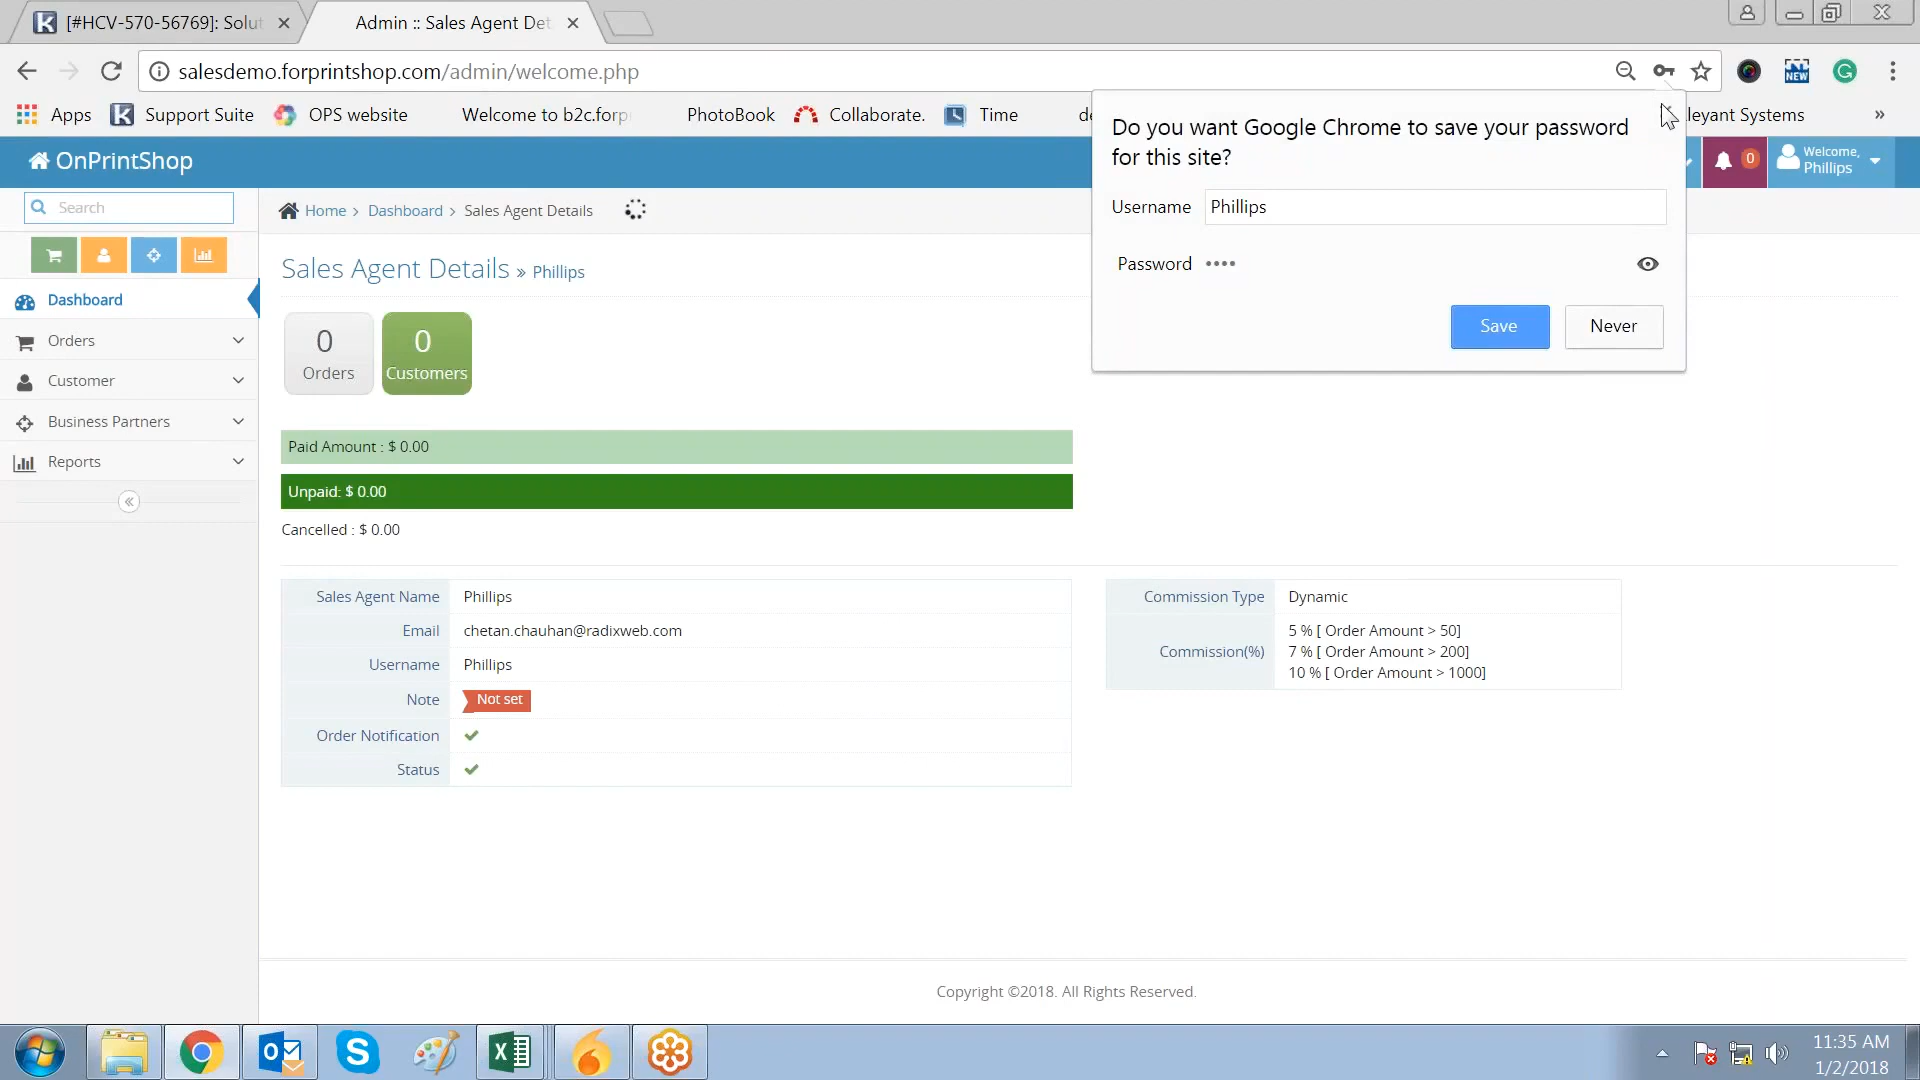 [#HCV-570-56769]: Solut
Admin :: Sales Agent Det
salesdemo.forprintshop.com/admin/welcome.php
Apps
Support Suite
OPS website
Welcome to b2c.forp
PhotoBook
Collaborate.
Time
de
leyant Systems
»
OnPrintShop
0
Welcome,
Phillips
Do you want Google Chrome to save your password
for this site?
Username Phillips
Password ••••
Save
Never
Search
Home > Dashboard > Sales Agent Details
Sales Agent Details » Phillips
Dashboard
Orders
Customer
Business Partners
Reports
0
Orders
0
Customers
Paid Amount : $ 0.00
Unpaid: $ 0.00
Cancelled : $ 0.00
Sales Agent Name Phillips
Email chetan.chauhan@radixweb.com
Username Phillips
Note Not set
Order Notification
Status
Commission Type Dynamic
Commission(%) 5 % [ Order Amount > 50]
7 % [ Order Amount > 200]
10 % [ Order Amount > 1000]
Copyright ©2018. All Rights Reserved.
11:35 AM
1/2/2018